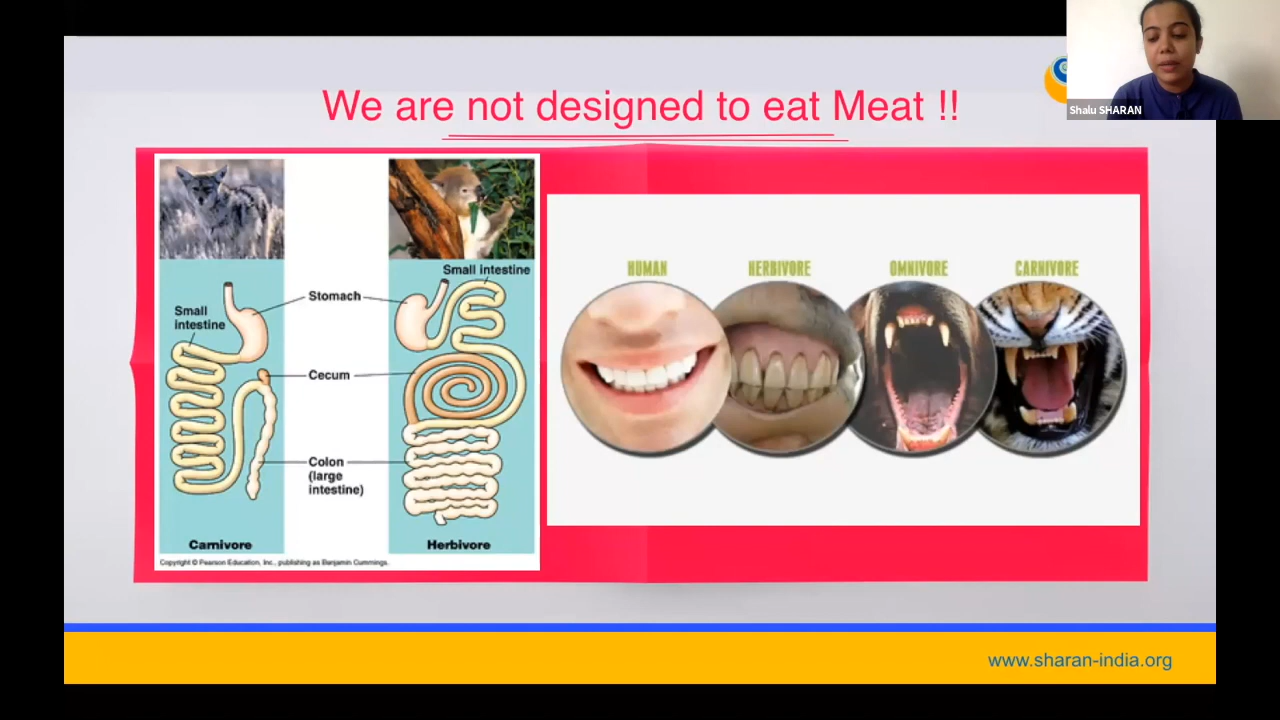 Shalu SHARAN
We are not designed to eat Meat !!
Small intestine
Stomach
Small
intestine
Cecum
Colon
(large
intestine)
Carnivore
Herbivore
Copyright © Pearson Education, Inc., publishing as Benjamin Cummings.
HUMAN
HERBIVORE
OMNIVORE
CARNIVORE
www.sharan-india.org